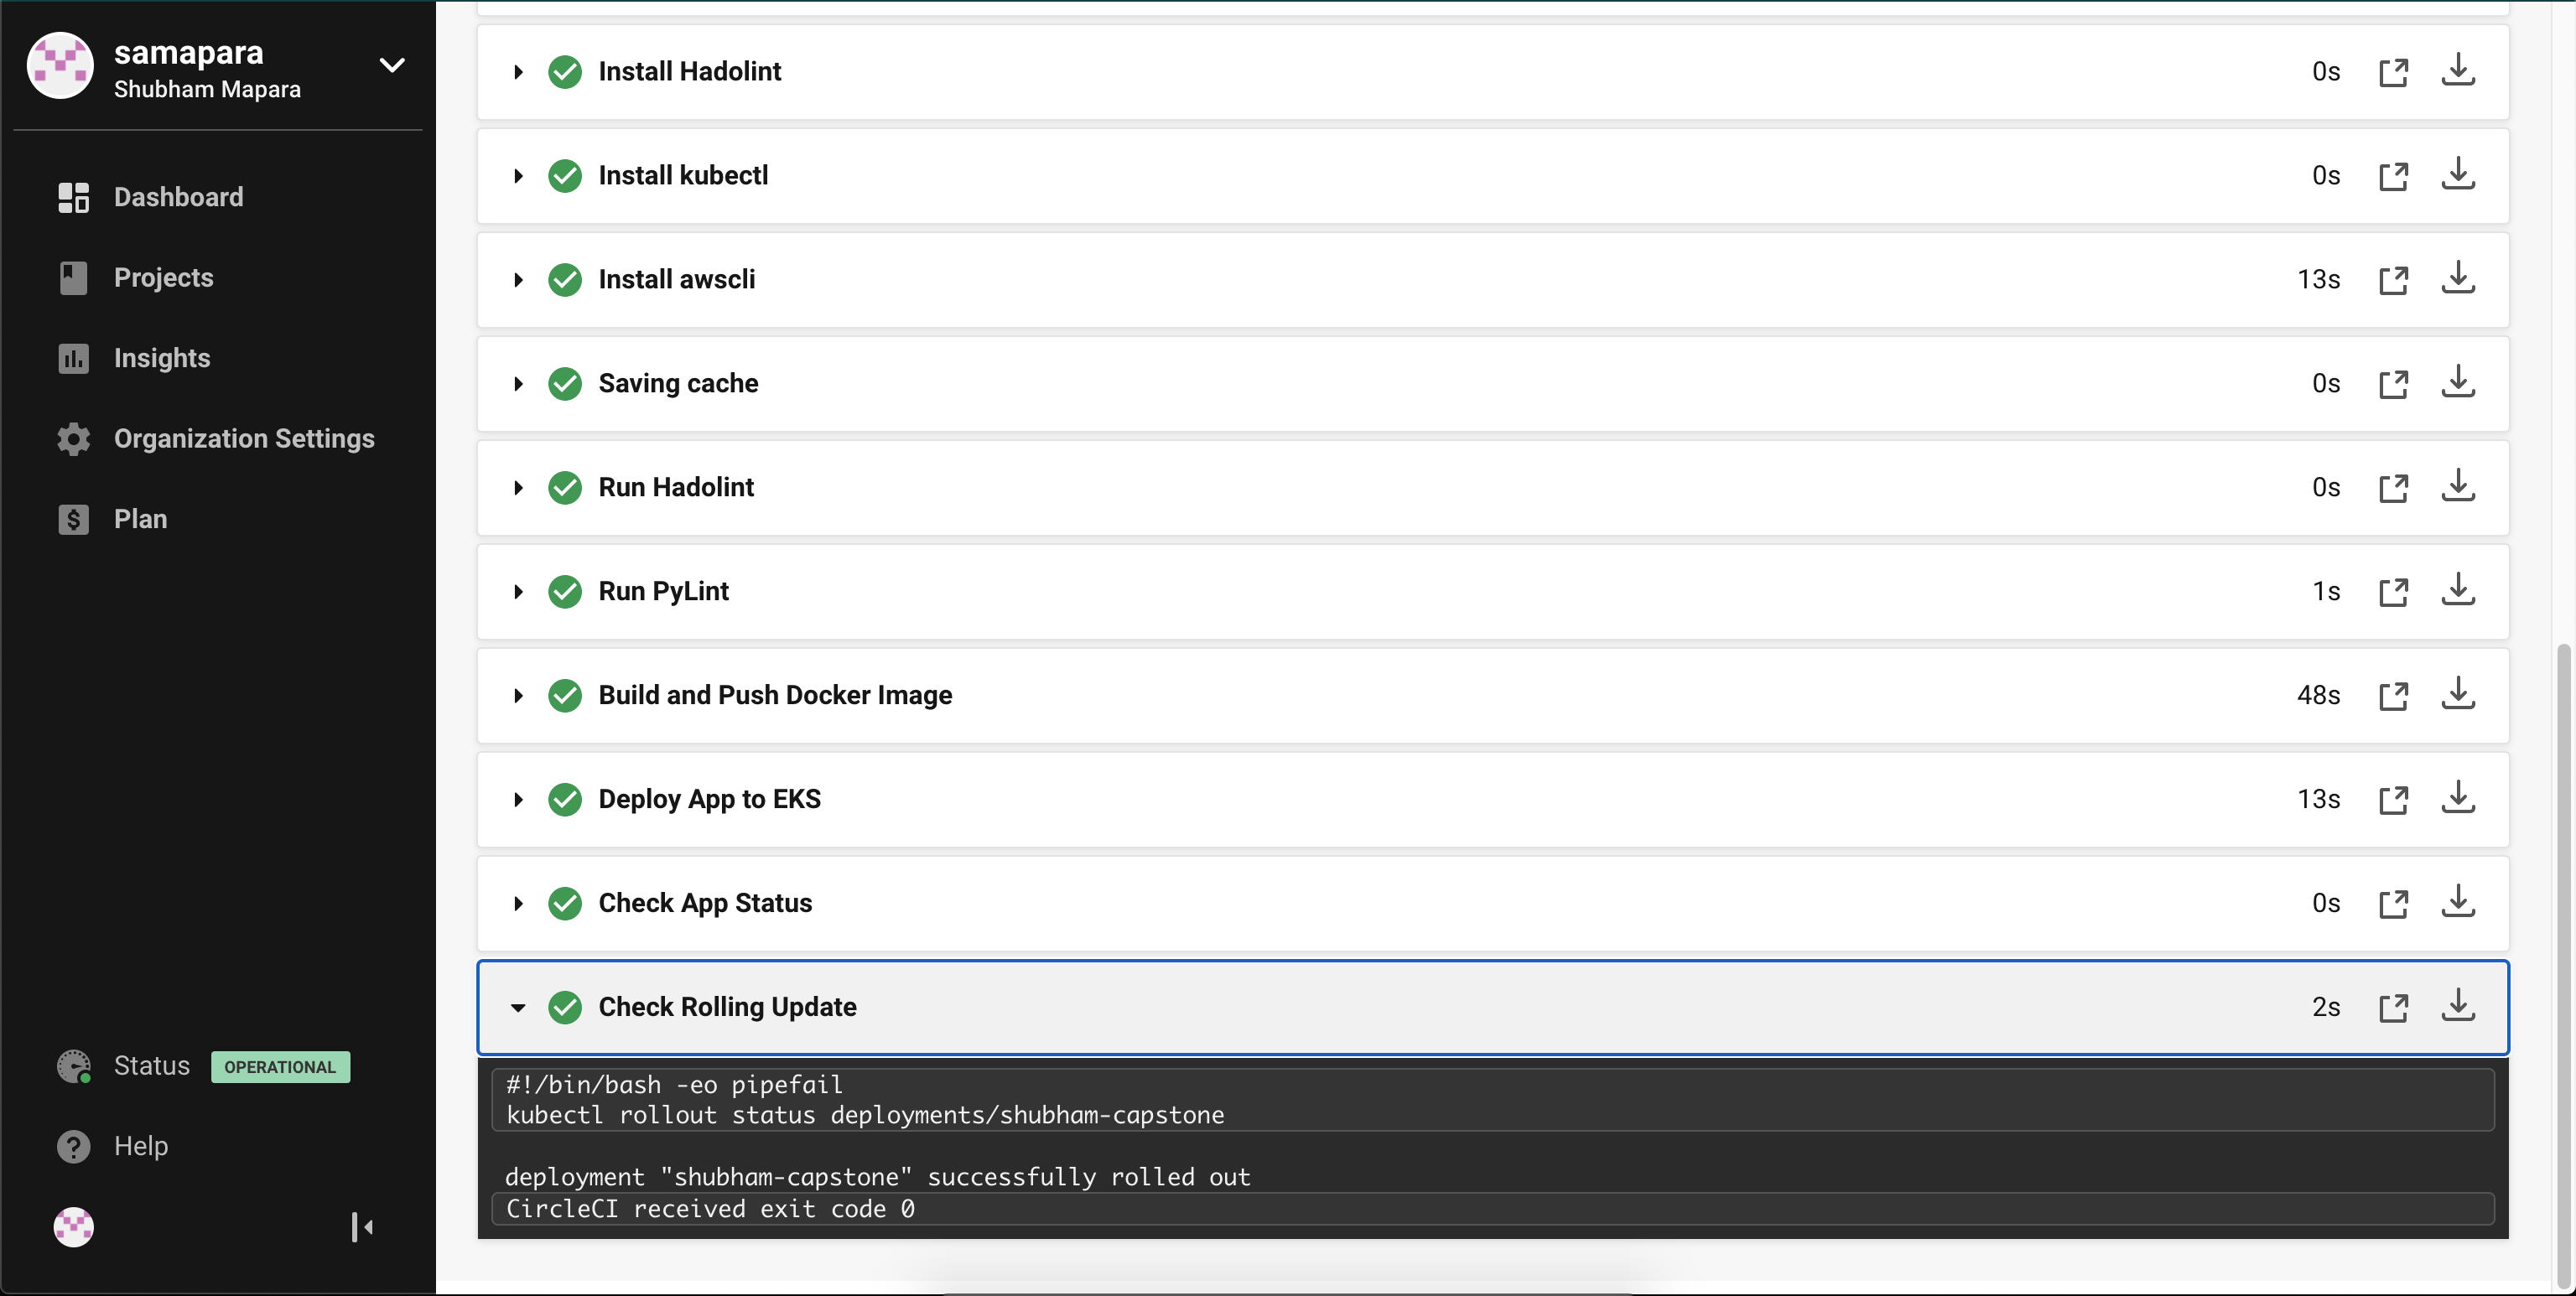 samapara
Shubham Mapara
Dashboard
Projects
Insights
Organization Settings
$ Plan
Status OPERATIONAL
? Help
Install Hadolint 0s
Install kubectl 0s
Install awscli 13s
Saving cache 0s
Run Hadolint 0s
Run PyLint 1s
Build and Push Docker Image 48s
Deploy App to EKS 13s
Check App Status 0s
Check Rolling Update 2s
#!/bin/bash -eo pipefail
kubectl rollout status deployments/shubham-capstone
deployment "shubham-capstone" successfully rolled out
CircleCI received exit code 0